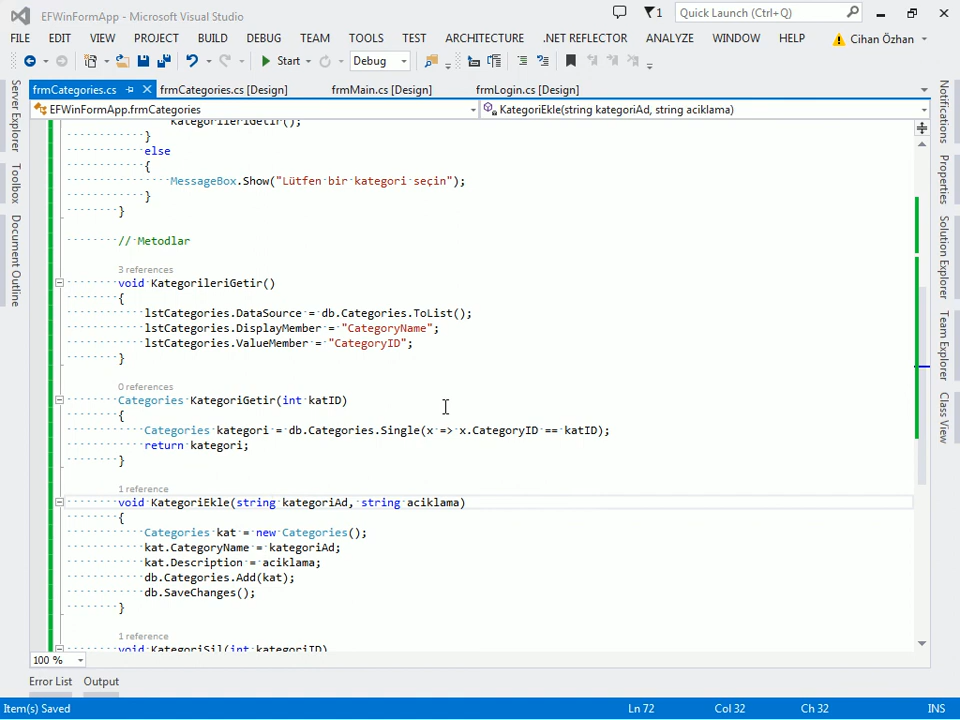 EFWinFormApp - Microsoft Visual Studio
1
Quick Launch (Ctrl+Q)
FILE EDIT VIEW PROJECT BUILD DEBUG TEAM TOOLS TEST ARCHITECTURE .NET REFLECTOR ANALYZE WINDOW HELP Cihan Özhan
Start Debug
frmCategories.cs frmCategories.cs [Design] frmMain.cs [Design] frmLogin.cs [Design]
EFWinFormApp.frmCategories KategoriEkle(string kategoriAd, string aciklama)
Server Explorer
Toolbox
Document Outline
KategorileriGetir();
}
else
{
MessageBox.Show("Lütfen bir kategori seçin");
}
}
// Metodlar
3 references
void KategorileriGetir()
{
lstCategories.DataSource = db.Categories.ToList();
lstCategories.DisplayMember = "CategoryName";
lstCategories.ValueMember = "CategoryID";
}
0 references
Categories KategoriGetir(int katID)
{
Categories kategori = db.Categories.Single(x => x.CategoryID == katID);
return kategori;
}
1 reference
void KategoriEkle(string kategoriAd, string aciklama)
{
Categories kat = new Categories();
kat.CategoryName = kategoriAd;
kat.Description = aciklama;
db.Categories.Add(kat);
db.SaveChanges();
}
1 reference
void KategoriSil(int kategoriID)
Notifications
Properties
Solution Explorer
Team Explorer
Class View
100 %
Error List Output
Item(s) Saved Ln 72 Col 32 Ch 32 INS